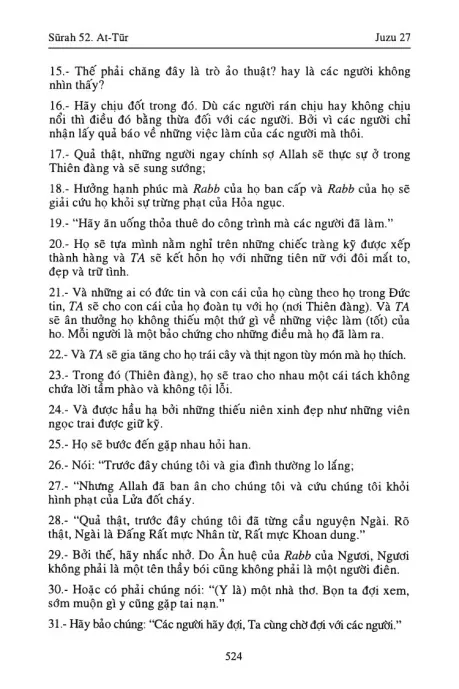 Sūrah 52. At-Tūr Juzu 27
15.- Thế phải chăng đây là trò ảo thuật? hay là các người không
nhìn thấy?
16.- Hãy chịu đốt trong đó. Dù các người rán chịu hay không chịu
nổi thì điều đó bằng thừa đối với các người. Bởi vì các người chỉ
nhận lấy quả báo về những việc làm của các người mà thôi.
17.- Quả thật, những người ngay chính sợ Allah sẽ thực sự ở trong
Thiên đàng và sẽ sung sướng;
18.- Hưởng hạnh phúc mà Rabb của họ ban cấp và Rabb của họ sẽ
giải cứu họ khỏi sự trừng phạt của Hỏa ngục.
19.- “Hãy ăn uống thỏa thuê do công trình mà các người đã làm.”
20.- Họ sẽ tựa mình nằm nghỉ trên những chiếc tràng kỷ được xếp
thành hàng và TA sẽ kết hôn họ với những tiên nữ với đôi mắt to,
đẹp và trữ tình.
21.- Và những ai có đức tin và con cái của họ cùng theo họ trong Đức
tin, TA sẽ cho con cái của họ đoàn tụ với họ (nơi Thiên đàng). Và TA
sẽ ân thưởng họ không thiếu một thứ gì về những việc làm (tốt) của
họ. Mỗi người là một bảo chứng cho những điều mà họ đã làm ra.
22.- Và TA sẽ gia tăng cho họ trái cây và thịt ngon tùy món mà họ thích.
23.- Trong đó (Thiên đàng), họ sẽ trao cho nhau một cái tách không
chứa lời tầm phào và không tội lỗi.
24.- Và được hầu hạ bởi những thiếu niên xinh đẹp như những viên
ngọc trai được giữ kỹ.
25.- Họ sẽ bước đến gặp nhau hỏi han.
26.- Nói: “Trước đây chúng tôi và gia đình thường lo lắng;
27.- “Nhưng Allah đã ban ân cho chúng tôi và cứu chúng tôi khỏi
hình phạt của Lửa đốt cháy.
28.- “Quả thật, trước đây chúng tôi đã từng cầu nguyện Ngài. Rõ
thật, Ngài là Đấng Rất mực Nhân từ, Rất mực Khoan dung.”
29.- Bởi thế, hãy nhắc nhở. Do Ân huệ của Rabb của Ngươi, Ngươi
không phải là một tên thầy bói cũng không phải là một người điên.
30.- Hoặc có phải chúng nói: “(Y là) một nhà thơ. Bọn ta đợi xem,
sớm muộn gì y cũng gặp tai nạn.”
31.- Hãy bảo chúng: “Các người hãy đợi, Ta cùng chờ đợi với các người.”
524